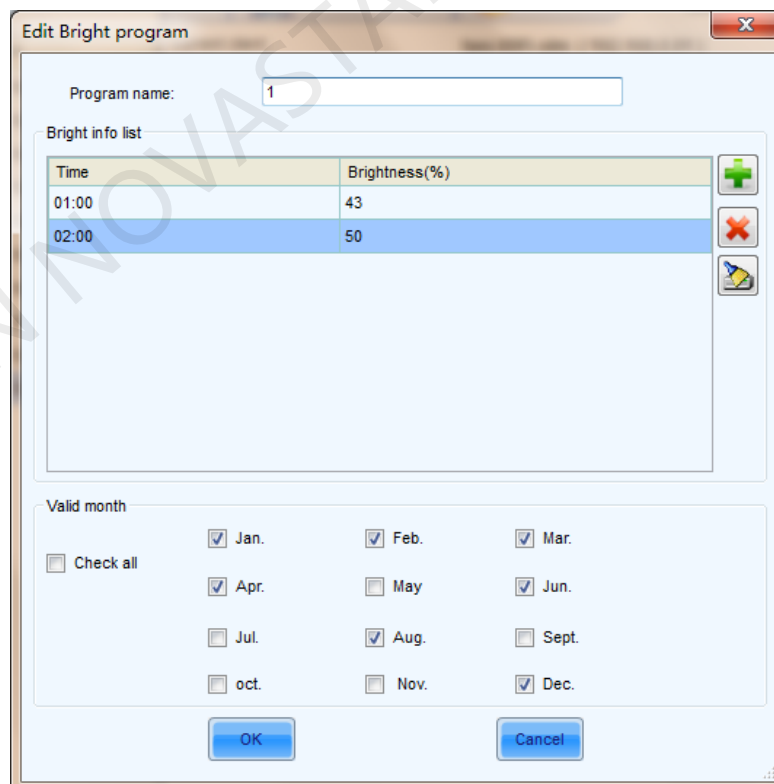 Edit Bright program
Program name: 1
Bright info list
Time Brightness(%)
01:00 43
02:00 50
Valid month
Jan. Feb. Mar.
Check all
Apr. May Jun.
Jul. Aug. Sept.
oct. Nov. Dec.
OK Cancel
N NOVASTA